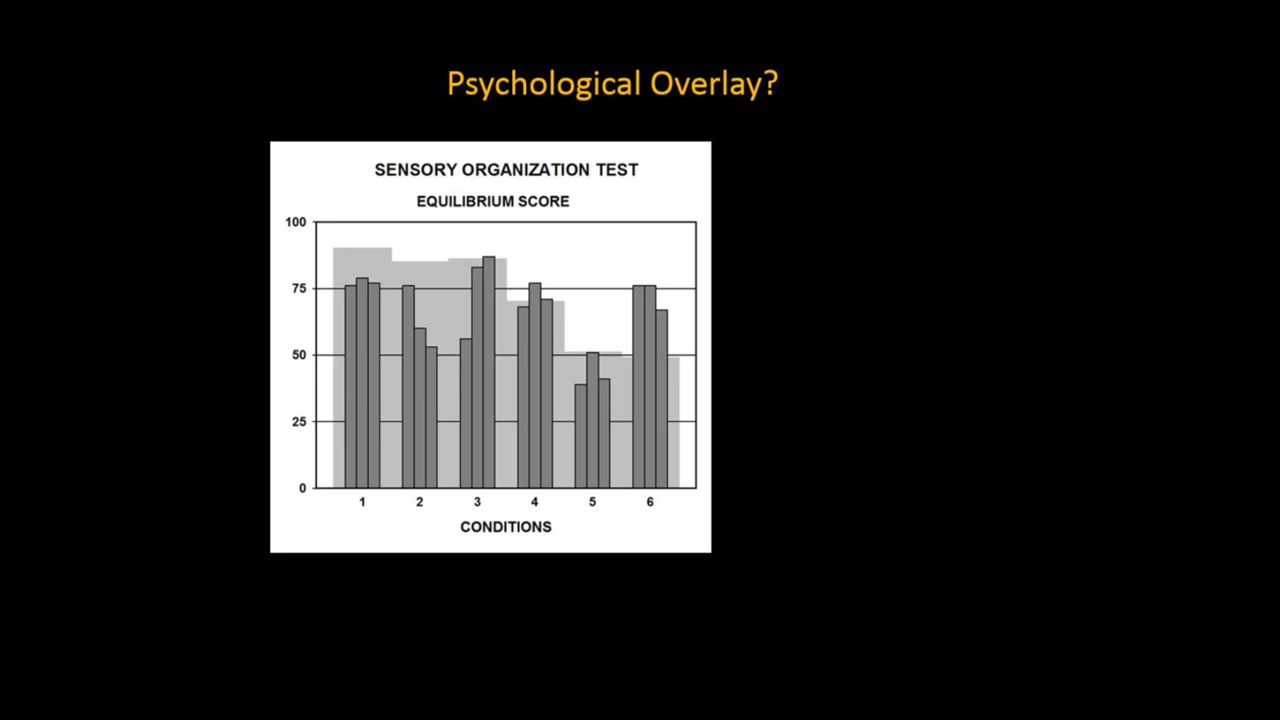 Psychological Overlay?
SENSORY ORGANIZATION TEST
EQUILIBRIUM SCORE
100
75
50
25
0
1 2 3 4 5 6
CONDITIONS